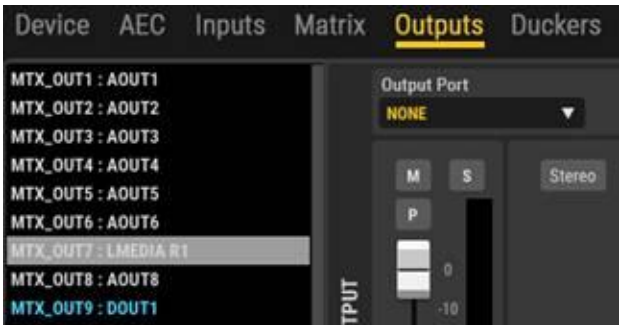 Device AEC Inputs Matrix Outputs Duckers
MTX_OUT1 : AOUT1
MTX_OUT2 : AOUT2
MTX_OUT3 : AOUT3
MTX_OUT4 : AOUT4
MTX_OUT5 : AOUT5
MTX_OUT6 : AOUT6
MTX_OUT7 : LMEDIA R1
MTX_OUT8 : AOUT8
MTX_OUT9 : DOUT1
Output Port
NONE
M S
Stereo
P
0
-10
TPUT